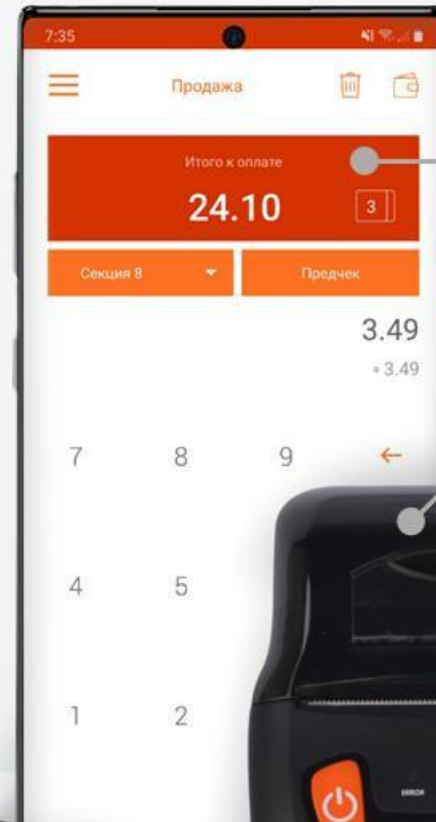 7:35
Продажа
Итого к оплате
24.10
3
Секция 8
Предчек
3.49
= 3.49
7 8 9 ←
4 5
1 2
ERROR